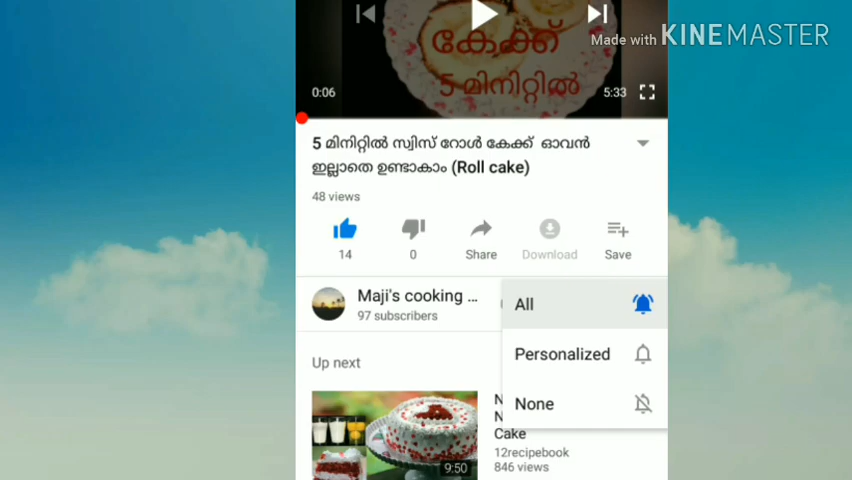 കേക്ക്
Made with KINEMASTER
5 മിനിറ്റിൽ
0:06
5:33
5 മിനിറ്റിൽ സ്വിസ് റോൾ കേക്ക് ഓവൻ
ഇല്ലാതെ ഉണ്ടാകാം (Roll cake)
48 views
14
0
Share
Download
Save
Maji's cooking ...
97 subscribers
All
Personalized
None
Up next
Cake
12recipebook
846 views
9:50